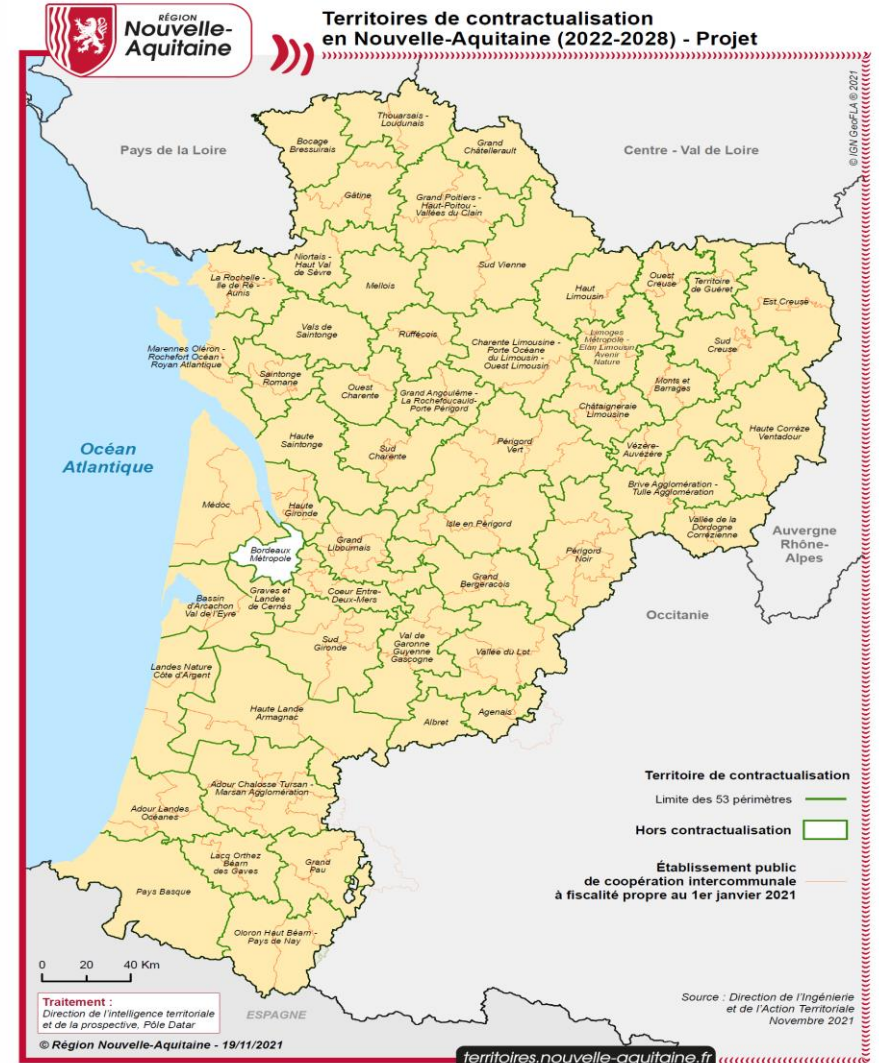 RÉGION
Nouvelle-
Aquitaine
Territoires de contractualisation
en Nouvelle-Aquitaine (2022-2028) - Projet
© IGN GéoFLA ® 2021
Pays de la Loire
Centre - Val de Loire
Thouarsais -
Loudunais
Bocage
Bressuirais
Grand
Châtellerault
Gâtine
Grand Poitiers -
Haut-Poitou -
Vallées du Clain
Niortais -
Haut Val
de Sèvre
Sud Vienne
La Rochelle -
Ile de Ré -
Aunis
Mellois
Haut
Limousin
Ouest
Creuse
Territoire
de Guéret
Est Creuse
Vals de
Saintonge
Ruffécois
Marennes Oléron -
Rochefort Océan -
Royan Atlantique
Charente Limousine -
Porte Océane
du Limousin -
Ouest Limousin
Limoges
Métropole -
Elan Limousin
Avenir
Nature
Sud
Creuse
Saintonge
Romane
Ouest
Charente
Grand Angoulême -
La Rochefoucauld-
Porte Périgord
Monts et
Barrages
Châtaigneraie
Limousine
Haute
Saintonge
Sud
Charente
Périgord
Vert
Vézère-
Auvézère
Haute Corrèze
Ventadour
Océan
Atlantique
Brive Agglomération -
Tulle Agglomération
Médoc
Haute
Gironde
Isle en Périgord
Vallée de la
Dordogne
Corrézienne
Auvergne
Rhône-
Alpes
Bordeaux
Métropole
Grand
Libournais
Périgord
Noir
Grand
Bergeracois
Bassin
d'Arcachon
Val de l'Eyre
Graves et
Landes
de Cernès
Coeur Entre-
Deux-Mers
Occitanie
Sud
Gironde
Val de
Garonne
Guyenne
Gascogne
Vallée du Lot
Landes Nature
Côte d'Argent
Haute Lande
Armagnac
Albret
Agenais
Adour Chalosse Tursan -
Marsan Agglomération
Adour Landes
Océanes
Lacq Orthez
Béarn
des Gaves
Grand
Pau
Pays Basque
Oloron Haut Béarn -
Pays de Nay
Territoire de contractualisation
Limite des 53 périmètres
Hors contractualisation
Établissement public
de coopération intercommunale
à fiscalité propre au 1er janvier 2021
0 20 40 Km
Traitement :
Direction de l'intelligence territoriale
et de la prospective, Pôle Datar
ESPAGNE
Source : Direction de l'Ingénierie
et de l'Action Territoriale
Novembre 2021
© Région Nouvelle-Aquitaine - 19/11/2021
territoires.nouvelle-aquitaine.fr